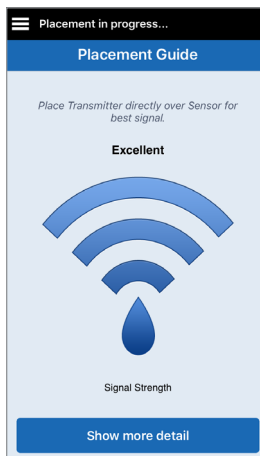 Placement in progress...
Placement Guide
Place Transmitter directly over Sensor for
best signal.
Excellent
Signal Strength
Show more detail